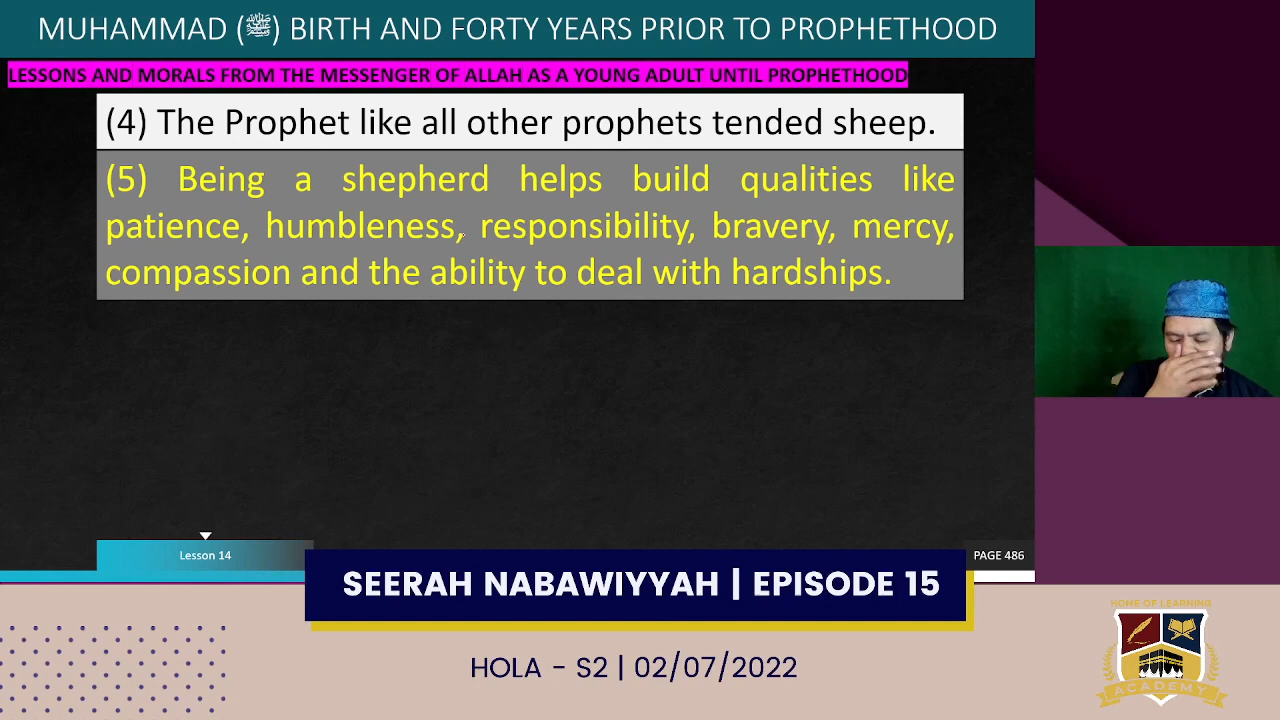 MUHAMMAD (ﷺ) BIRTH AND FORTY YEARS PRIOR TO PROPHETHOOD
LESSONS AND MORALS FROM THE MESSENGER OF ALLAH AS A YOUNG ADULT UNTIL PROPHETHOOD
(4) The Prophet like all other prophets tended sheep.
(5) Being a shepherd helps build qualities like
patience, humbleness, responsibility, bravery, mercy,
compassion and the ability to deal with hardships.
Lesson 14
PAGE 486
SEERAH NABAWIYYAH | EPISODE 15
HOLA - S2 | 02/07/2022
HOME OF LEARNING
ACADEMY